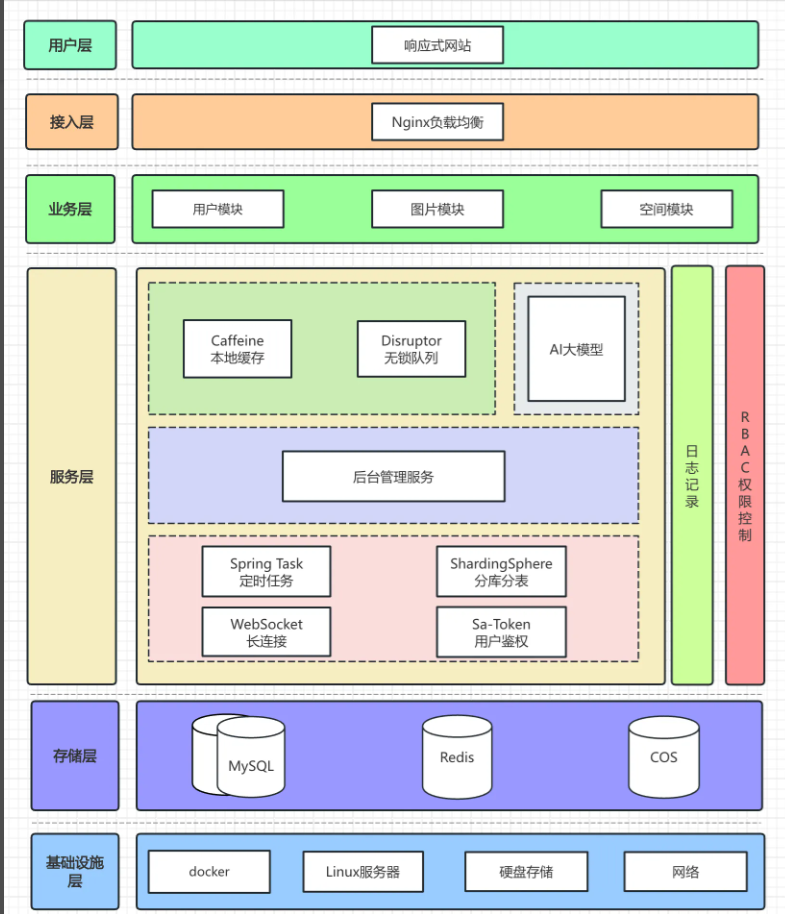 用户层
响应式网站
接入层
Nginx负载均衡
业务层
用户模块
图片模块
空间模块
服务层
Caffeine
本地缓存
Disruptor
无锁队列
AI大模型
后台管理服务
Spring Task
定时任务
ShardingSphere
分库分表
WebSocket
长连接
Sa-Token
用户鉴权
日志记录
RBAC权限控制
存储层
MySQL
Redis
COS
基础设施
层
docker
Linux服务器
硬盘存储
网络